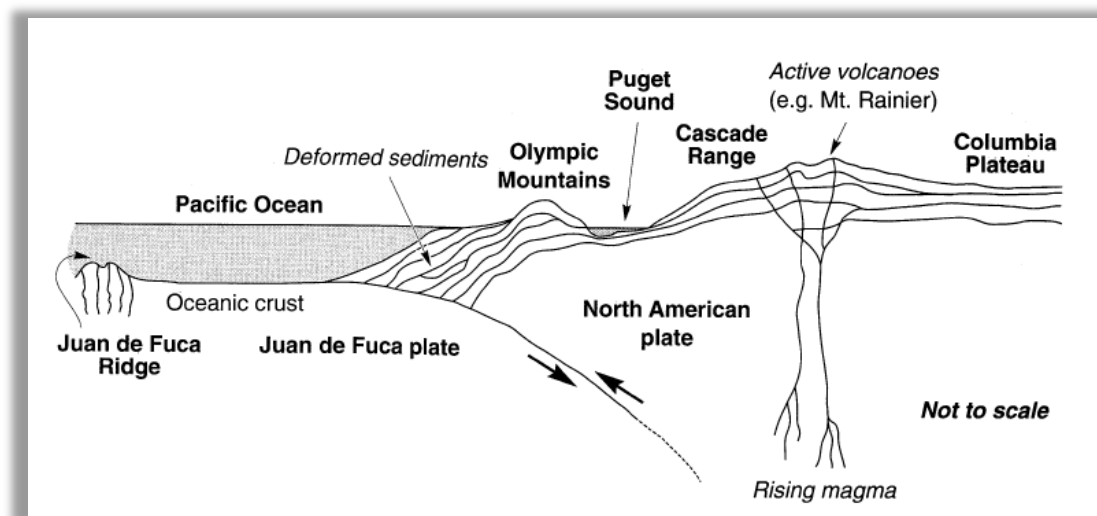 Active volcanoes
(e.g. Mt. Rainier)
Puget
Sound
Cascade
Range
Columbia
Plateau
Olympic
Mountains
Deformed sediments
Pacific Ocean
Oceanic crust
Juan de Fuca
Ridge
Juan de Fuca plate
North American
plate
Not to scale
Rising magma